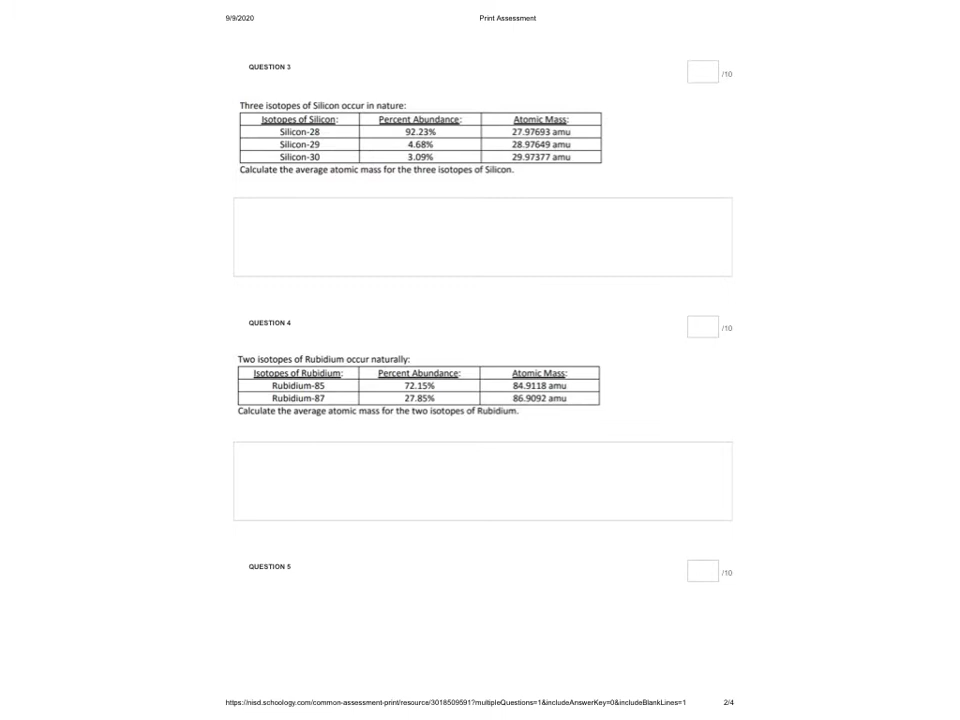 9/9/2020 Print Assessment
QUESTION 3
/10
Three isotopes of Silicon occur in nature:
Isotopes of Silicon: Percent Abundance: Atomic Mass:
Silicon-28 92.23% 27.97693 amu
Silicon-29 4.68% 28.97649 amu
Silicon-30 3.09% 29.97377 amu
Calculate the average atomic mass for the three isotopes of Silicon.
QUESTION 4
/10
Two isotopes of Rubidium occur naturally:
Isotopes of Rubidium: Percent Abundance: Atomic Mass:
Rubidium-85 72.15% 84.9118 amu
Rubidium-87 27.85% 86.9092 amu
Calculate the average atomic mass for the two isotopes of Rubidium.
QUESTION 5
/10
https://nisd.schoology.com/common-assessment-print/resource/3018509591?multipleQuestions=1&includeAnswerKey=0&includeBlankLines=1 2/4